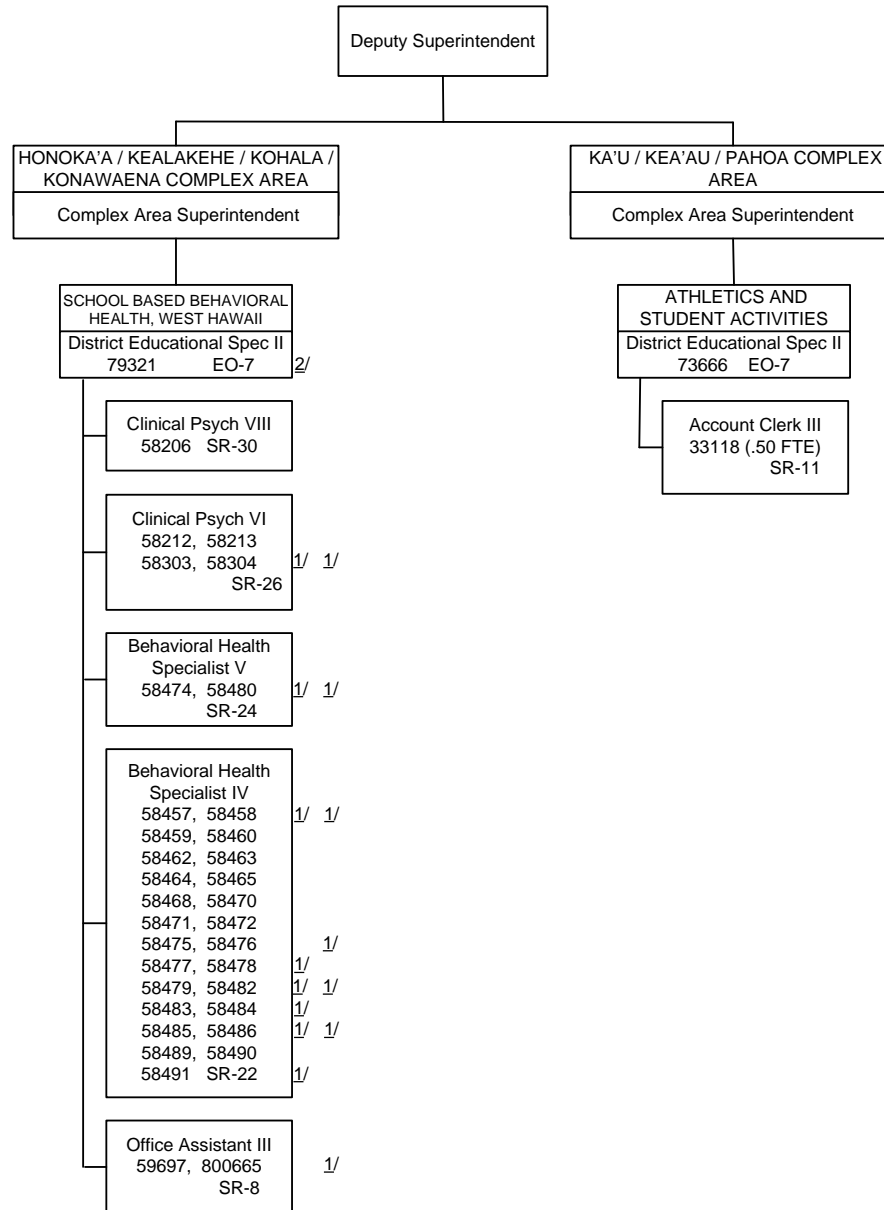 Deputy Superintendent
HONOKA'A / KEALAKEHE / KOHALA /
KONAWAENA COMPLEX AREA
Complex Area Superintendent
SCHOOL BASED BEHAVIORAL
HEALTH, WEST HAWAII
District Educational Spec II
79321 EO-7 2/
Clinical Psych VIII
58206 SR-30
Clinical Psych VI
58212, 58213
58303, 58304 1/ 1/
SR-26
Behavioral Health
Specialist V
58474, 58480 1/ 1/
SR-24
Behavioral Health
Specialist IV
58457, 58458 1/ 1/
58459, 58460
58462, 58463
58464, 58465
58468, 58470
58471, 58472
58475, 58476 1/
58477, 58478 1/
58479, 58482 1/ 1/
58483, 58484 1/
58485, 58486 1/ 1/
58489, 58490
58491 SR-22 1/
Office Assistant III
59697, 800665 1/
SR-8
KA'U / KEA'AU / PAHOA COMPLEX
AREA
Complex Area Superintendent
ATHLETICS AND
STUDENT ACTIVITIES
District Educational Spec II
73666 EO-7
Account Clerk III
33118 (.50 FTE)
SR-11